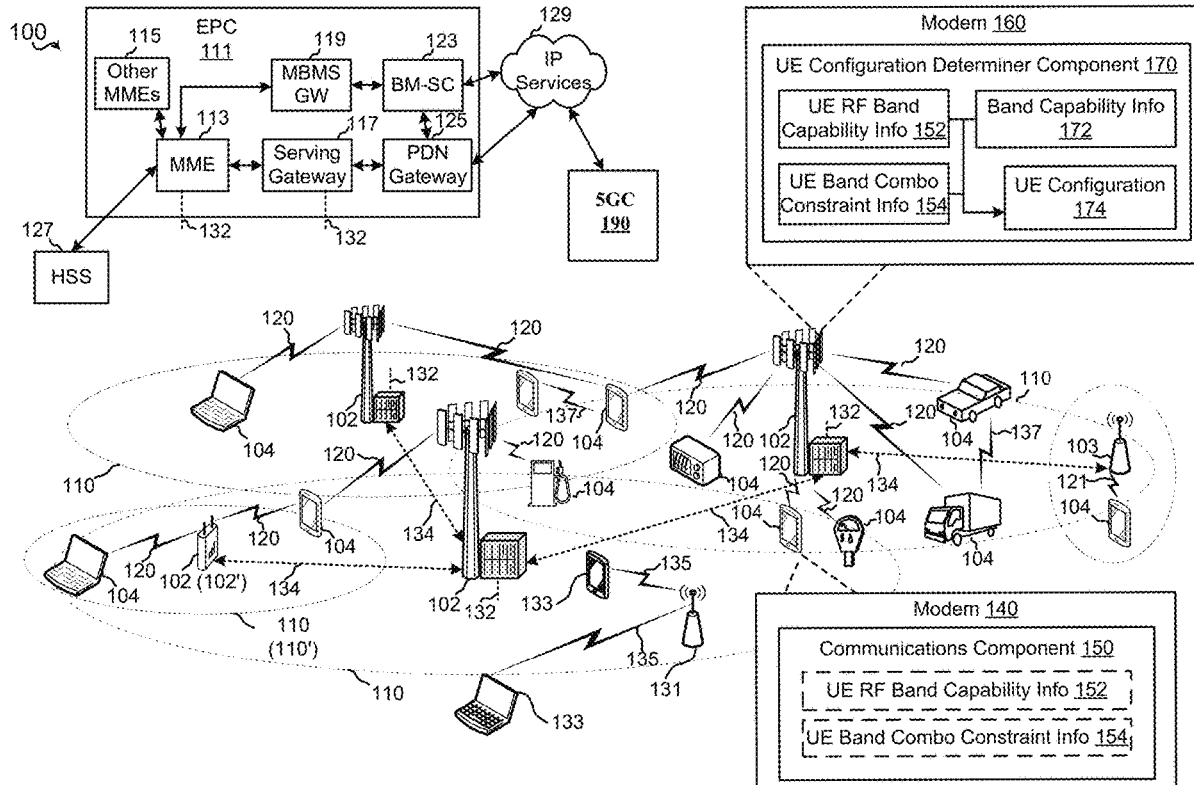 100
EPC
111
115
Other
MMEs
119
MBMS
GW
123
BM-SC
129
IP
Services
113
MME
117
Serving
Gateway
125
PDN
Gateway
132
132
127
HSS
5GC
190
Modem 160
UE Configuration Determiner Component 170
UE RF Band
Capability Info 152
Band Capability Info
172
UE Band Combo
Constraint Info 154
UE Configuration
174
120
120
132
102
104
137
104
120
110
120
120
104
132
102
120
120
104
110
137
103
121
104
134
104
120
104
120
104
120
104
134
134
110
120
104
120
120
104
102 (102')
134
102
132
110
(110')
110
133
135
135
131
133
Modem 140
Communications Component 150
UE RF Band Capability Info 152
UE Band Combo Constraint Info 154